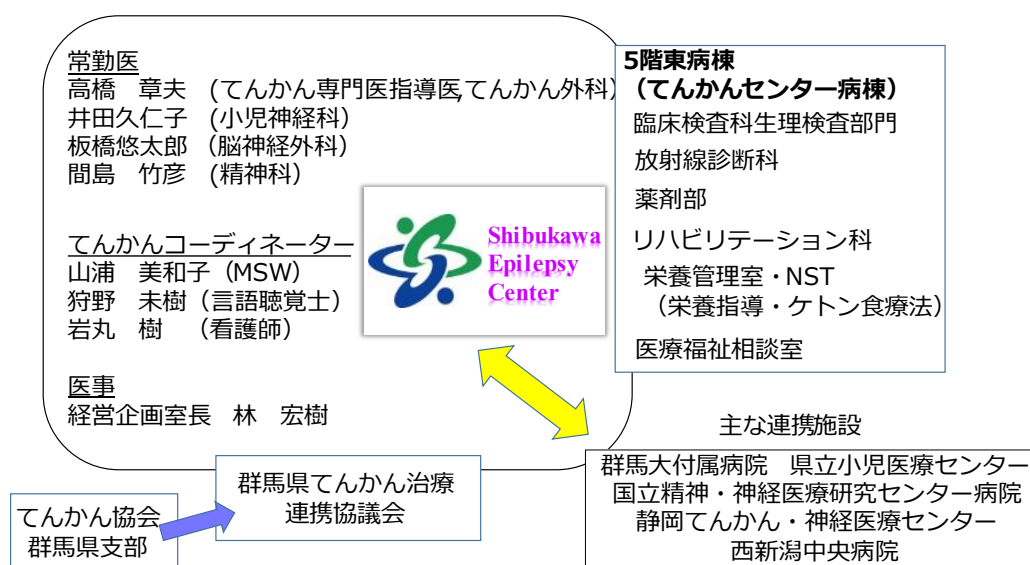 常勤医
高橋　章夫　(てんかん専門医指導医,てんかん外科)
井田久仁子　(小児神経科)
板橋悠太郎　（脳神経外科）
間島　竹彦　(精神科）
てんかんコーディネーター
山浦　美和子（MSW）
狩野　未樹（言語聴覚士）
岩丸　樹　（看護師）
医事
経営企画室長　林　宏樹
Shibukawa
Epilepsy
Center
5階東病棟
（てんかんセンター病棟）
臨床検査科生理検査部門
放射線診断科
薬剤部
リハビリテーション科
栄養管理室・NST
（栄養指導・ケトン食療法）
医療福祉相談室
主な連携施設
群馬大付属病院　県立小児医療センター
国立精神・神経医療研究センター病院
静岡てんかん・神経医療センター
西新潟中央病院
群馬県てんかん治療
連携協議会
てんかん協会
群馬県支部